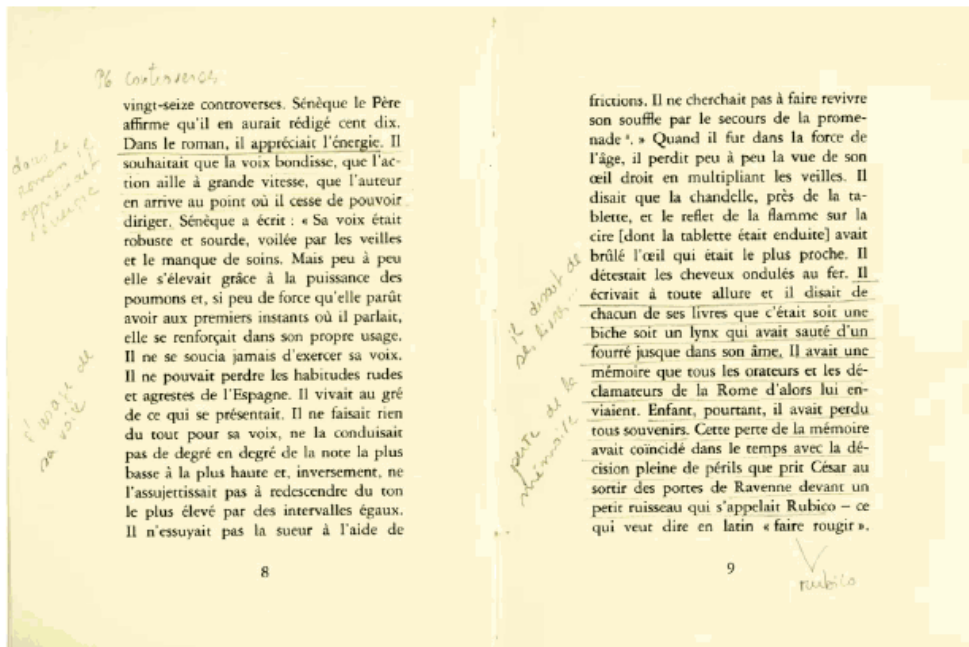 96 controverses
vingt-seize controverses. Sénèque le Père
affirme qu'il en aurait rédigé cent dix.
Dans le roman, il appréciait l'énergie. Il
souhaitait que la voix bondisse, que l'ac-
tion aille à grande vitesse, que l'auteur
en arrive au point où il cesse de pouvoir
diriger. Sénèque a écrit : « Sa voix était
robuste et sourde, voilée par les veilles
et le manque de soins. Mais peu à peu
elle s'élevait grâce à la puissance des
poumons et, si peu de force qu'elle parût
avoir aux premiers instants où il parlait,
elle se renforçait dans son propre usage.
Il ne se soucia jamais d'exercer sa voix.
Il ne pouvait perdre les habitudes rudes
et agrestes de l'Espagne. Il vivait au gré
de ce qui se présentait. Il ne faisait rien
du tout pour sa voix, ne la conduisait
pas de degré en degré de la note la plus
basse à la plus haute et, inversement, ne
l'assujettissait pas à redescendre du ton
le plus élevé par des intervalles égaux.
Il n'essuyait pas la sueur à l'aide de
8
dans le
roman il
appréciait
l'énergie
l'usage de
sa voix
frictions. Il ne cherchait pas à faire revivre
son souffle par le secours de la prome-
nade ª. » Quand il fut dans la force de
l'âge, il perdit peu à peu la vue de son
œil droit en multipliant les veilles. Il
disait que la chandelle, près de la ta-
blette, et le reflet de la flamme sur la
cire [dont la tablette était enduite] avait
brûlé l'œil qui était le plus proche. Il
détestait les cheveux ondulés au fer. Il
écrivait à toute allure et il disait de
chacun de ses livres que c'était soit une
biche soit un lynx qui avait sauté d'un
fourré jusque dans son âme. Il avait une
mémoire que tous les orateurs et les dé-
clamateurs de la Rome d'alors lui en-
viaient. Enfant, pourtant, il avait perdu
tous souvenirs. Cette perte de la mémoire
avait coïncidé dans le temps avec la dé-
cision pleine de périls que prit César au
sortir des portes de Ravenne devant un
petit ruisseau qui s'appelait Rubico – ce
qui veut dire en latin « faire rougir ».
9
il disait de
ses livres...
perte de la
mémoire
rubico